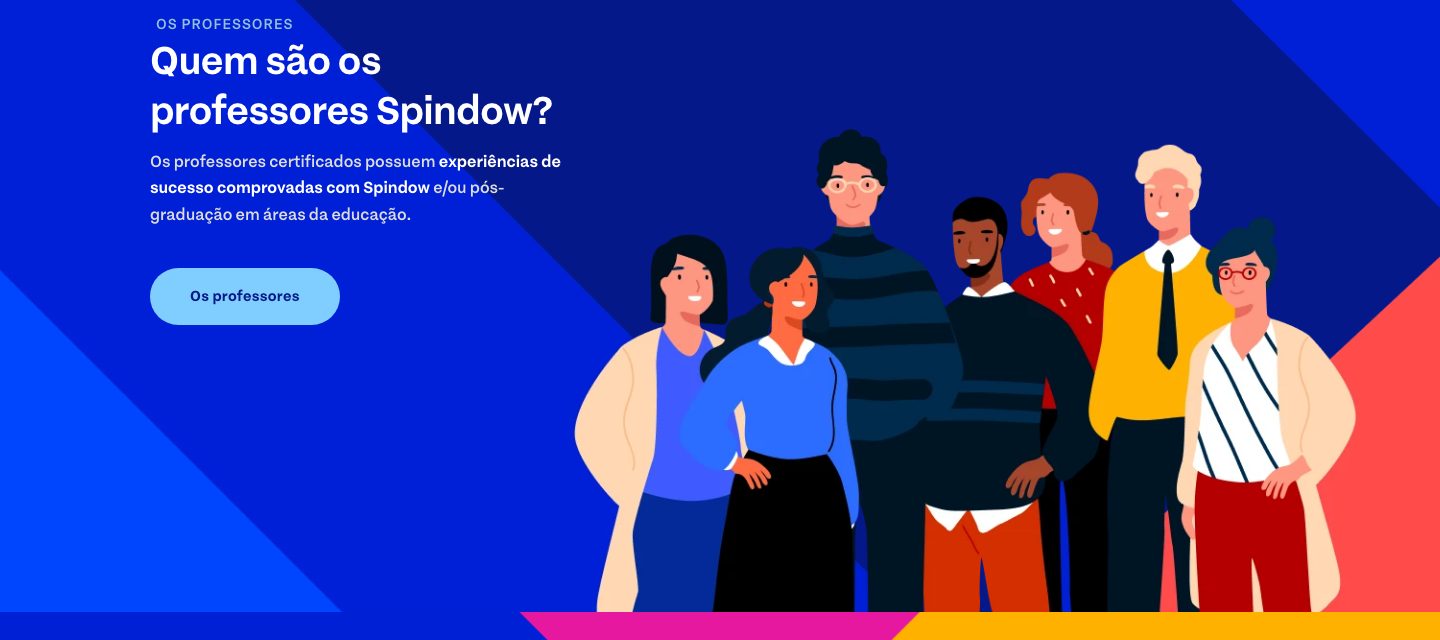 OS PROFESSORES
Quem são os
professores Spindow?
Os professores certificados possuem experiências de
sucesso comprovadas com Spindow e/ou pós-
graduação em áreas da educação.
Os professores